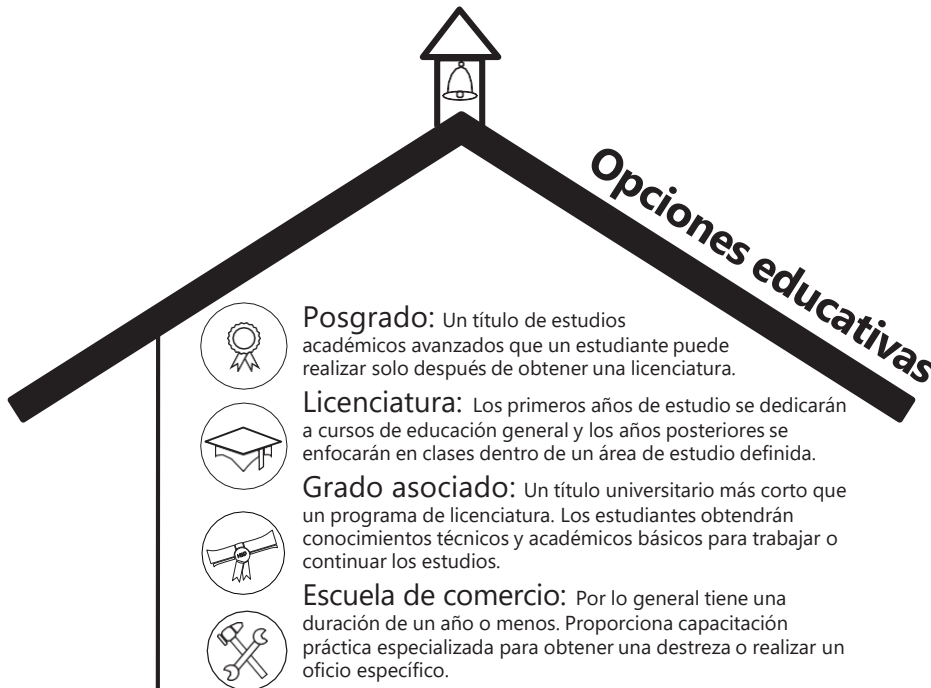 Opciones educativas
Posgrado: Un título de estudios
académicos avanzados que un estudiante puede
realizar solo después de obtener una licenciatura.
Licenciatura: Los primeros años de estudio se dedicarán
a cursos de educación general y los años posteriores se
enfocarán en clases dentro de un área de estudio definida.
Grado asociado: Un título universitario más corto que
un programa de licenciatura. Los estudiantes obtendrán
conocimientos técnicos y académicos básicos para trabajar o
continuar los estudios.
Escuela de comercio: Por lo general tiene una
duración de un año o menos. Proporciona capacitación
práctica especializada para obtener una destreza o realizar un
oficio específico.